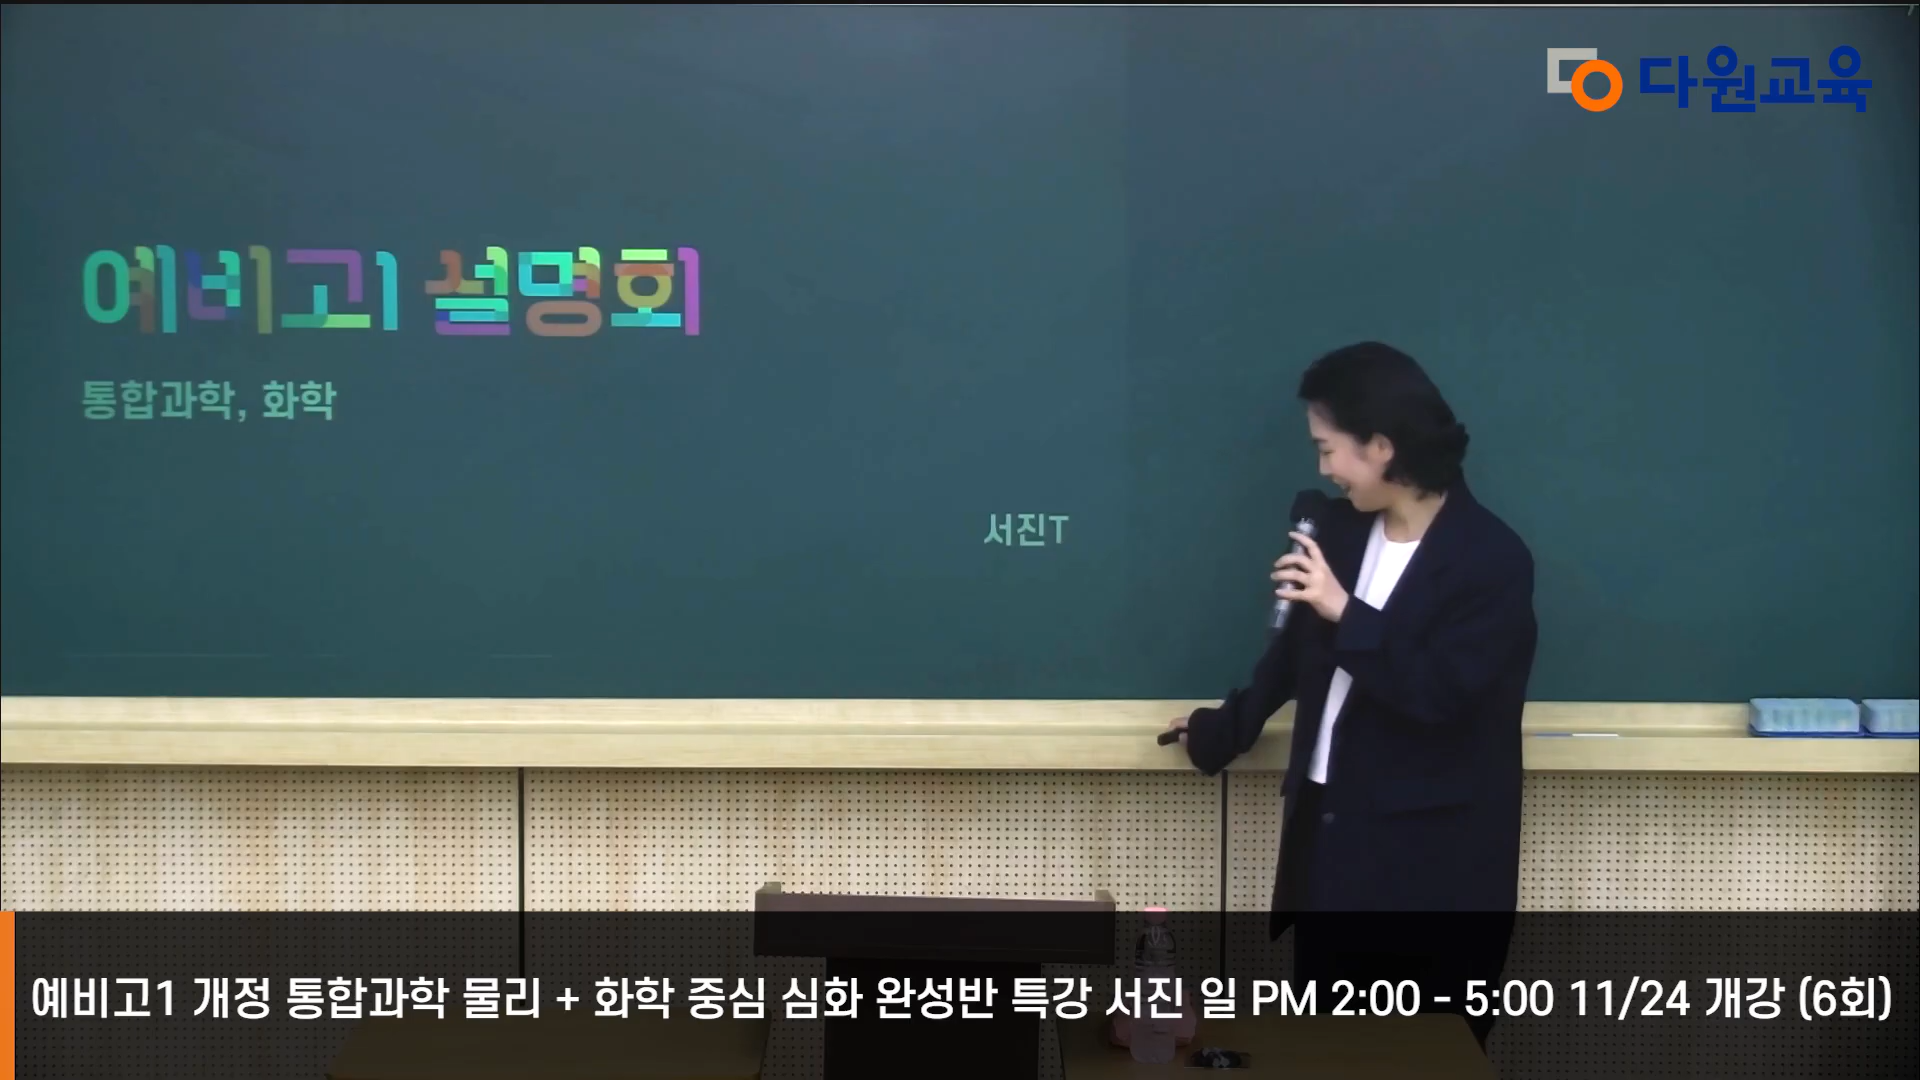 다원교육
예비고1 설명회
통합과학, 화학
서진T
예비고1 개정 통합과학 물리 + 화학 중심 심화 완성반 특강 서진 일 PM 2:00 - 5:00 11/24 개강 (6회)